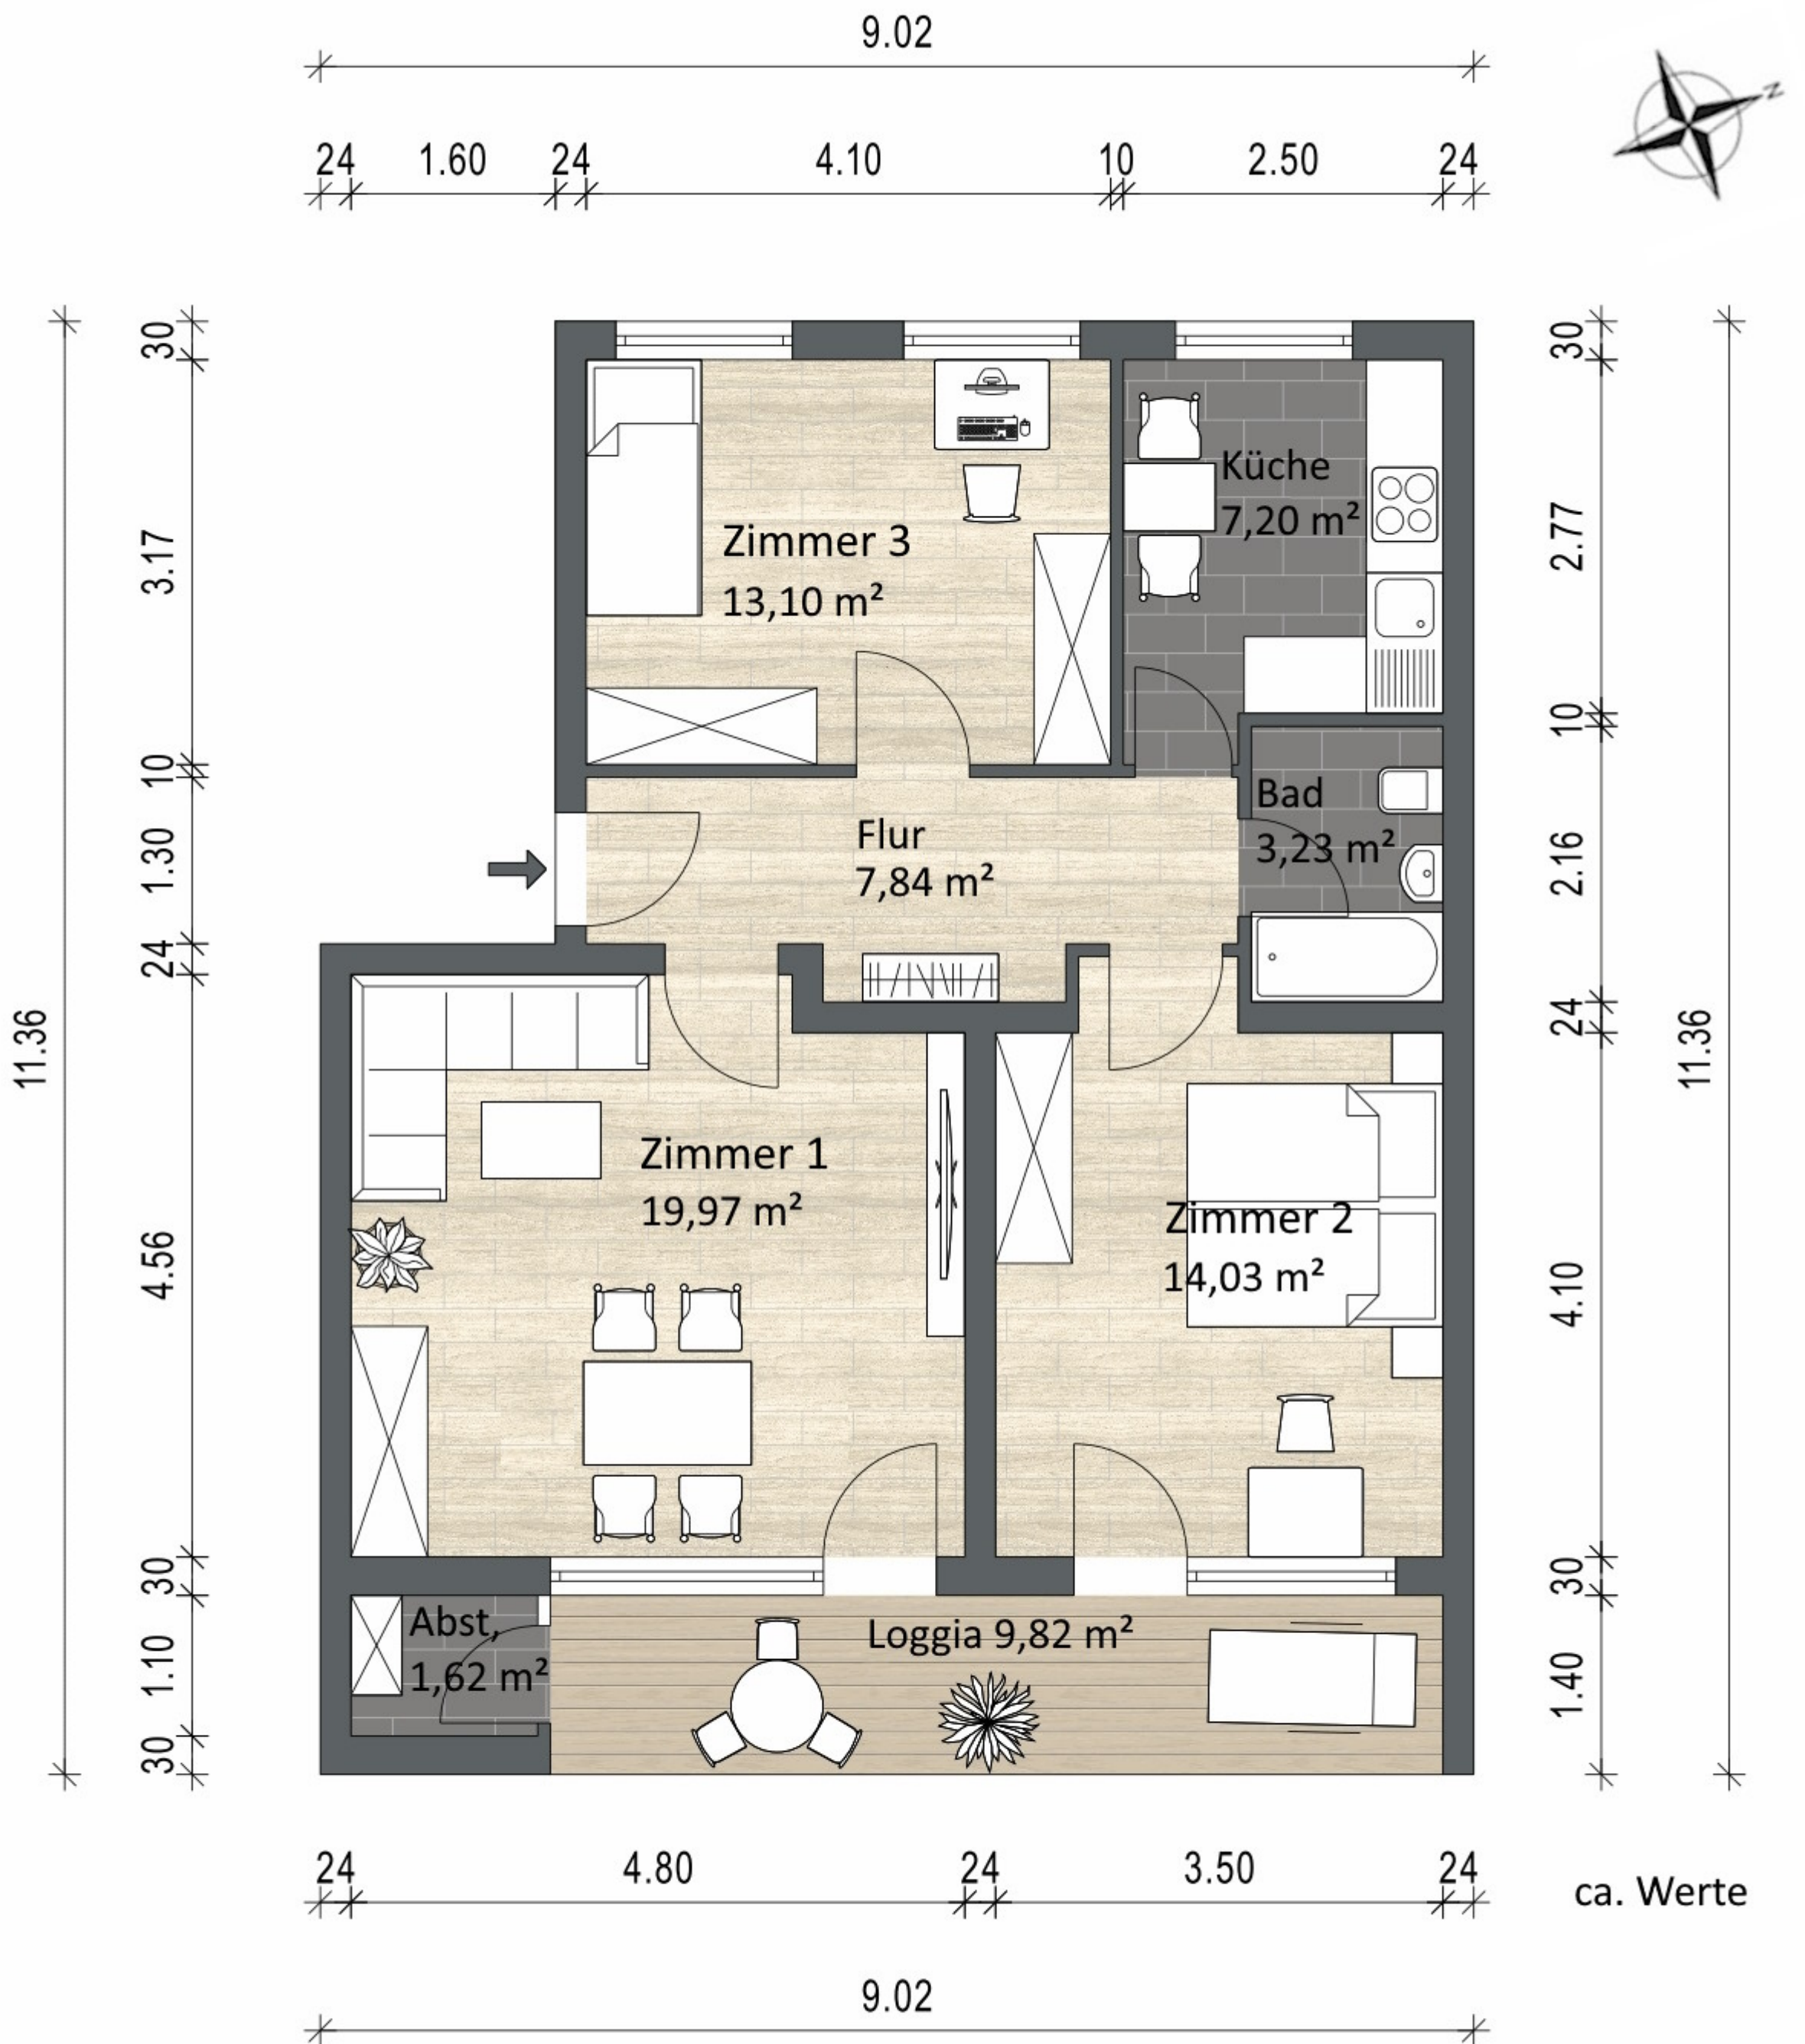 9.02
24 1.60 24 4.10 10 2.50 24
N
30
3.17
10
1.30
24
4.56
30
1.10
30
11.36
30
2.77
10
2.16
24
4.10
30
1.40
11.36
Zimmer 3
13,10 m²
Küche
7,20 m²
Bad
3,23 m²
Flur
7,84 m²
Zimmer 1
19,97 m²
Zimmer 2
14,03 m²
Abst,
1,62 m²
Loggia 9,82 m²
24 4.80 24 3.50 24
ca. Werte
9.02